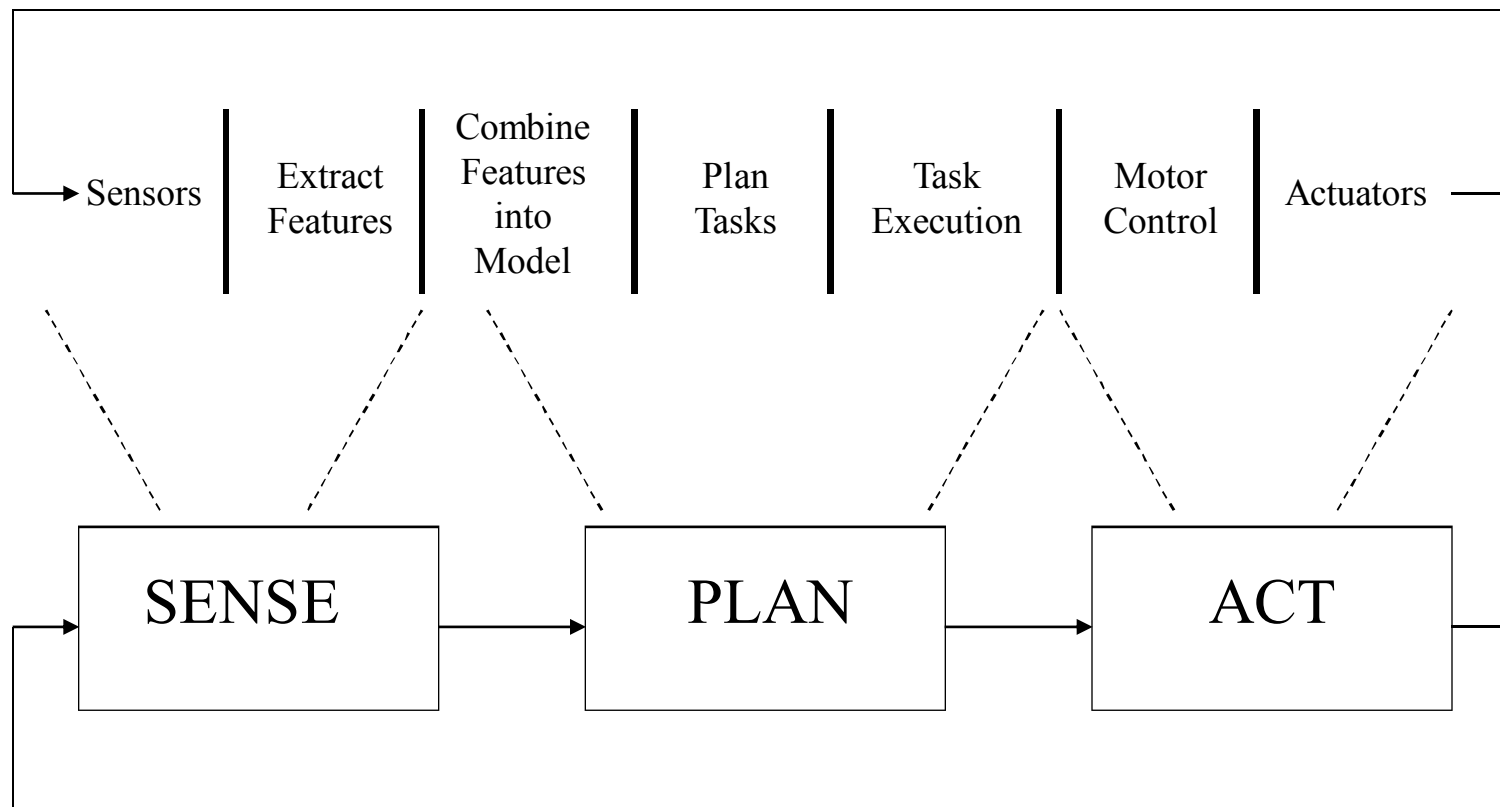 Sensors
Extract
Features
Combine
Features
into
Model
Plan
Tasks
Task
Execution
Motor
Control
Actuators
SENSE
PLAN
ACT